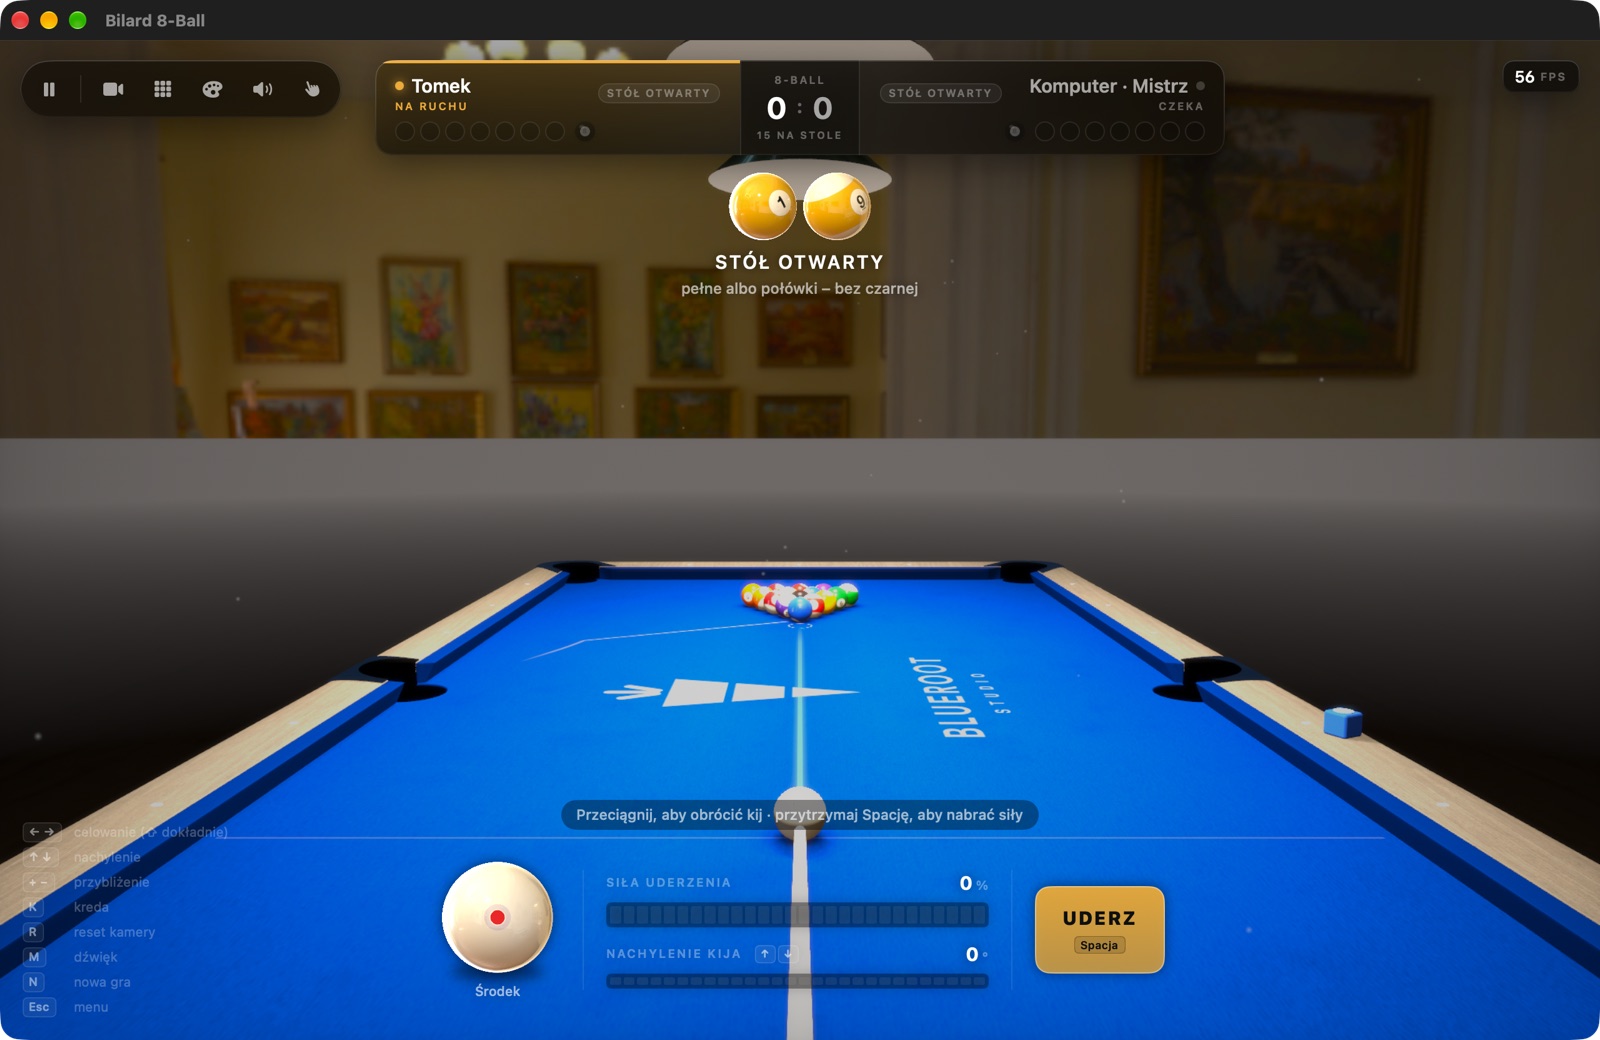 Bilard 8-Ball
Tomek
NA RUCHU
STÓŁ OTWARTY
8-BALL
0 : 0
15 NA STOLE
STÓŁ OTWARTY
Komputer · Mistrz
CZEKA
56 FPS
1
9
STÓŁ OTWARTY
pełne albo połówki – bez czarnej
BLUEROOT
STUDIO
Przeciągnij, aby obrócić kij · przytrzymaj Spację, aby nabrać siły
← → celowanie (⇧ dokładnie)
↑ ↓ nachylenie
+ − przybliżenie
K kreda
R reset kamery
M dźwięk
N nowa gra
Esc menu
Środek
SIŁA UDERZENIA 0 %
NACHYLENIE KIJA ↑ ↓ 0 °
UDERZ
Spacja